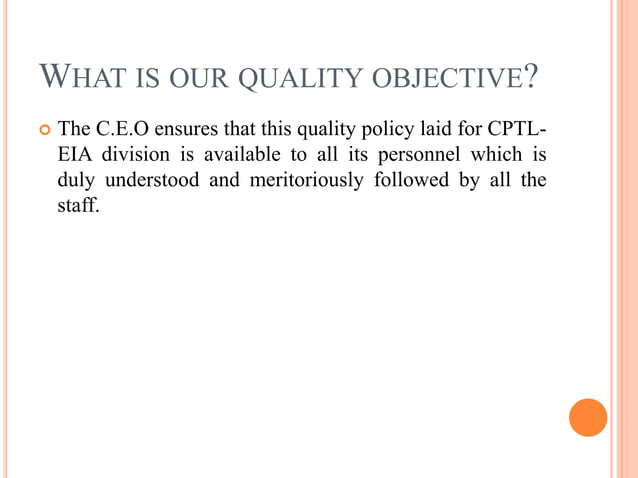 WHAT IS OUR QUALITY OBJECTIVE?
The C.E.O ensures that this quality policy laid for CPTL-
EIA division is available to all its personnel which is
duly understood and meritoriously followed by all the
staff.